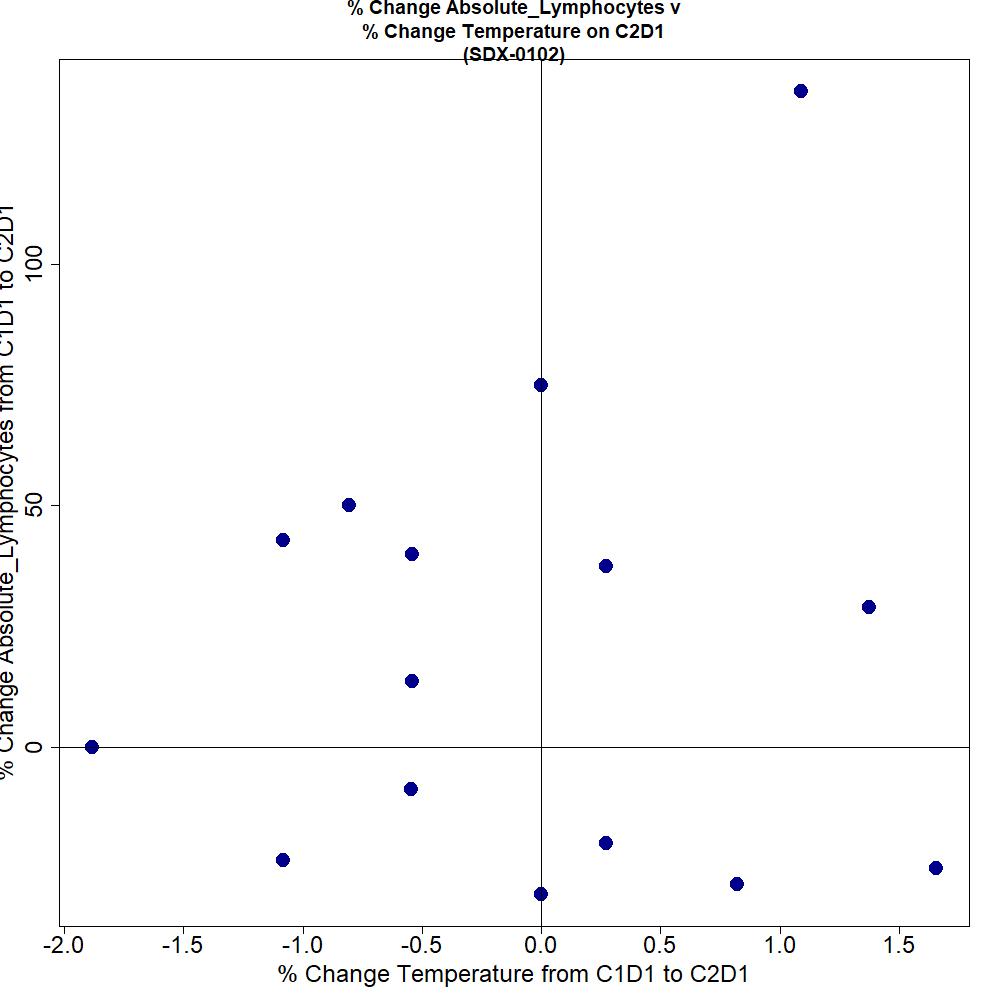 % Change Absolute_Lymphocytes v
% Change Temperature on C2D1
(SDX-0102)
% Change Absolute_Lymphocytes from C1D1 to C2D1
100
50
0
-2.0 -1.5 -1.0 -0.5 0.0 0.5 1.0 1.5
% Change Temperature from C1D1 to C2D1